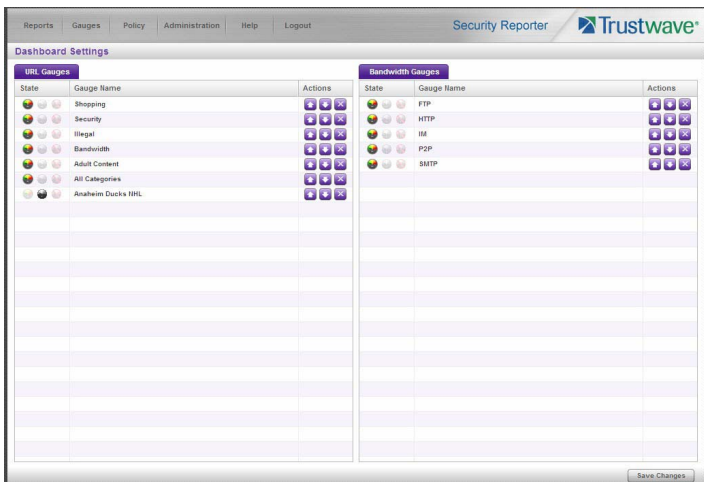 Reports Gauges Policy Administration Help Logout
Security Reporter
Trustwave®
Dashboard Settings
URL Gauges
State Gauge Name Actions
Shopping
Security
Illegal
Bandwidth
Adult Content
All Categories
Anaheim Ducks NHL
Bandwidth Gauges
State Gauge Name Actions
FTP
HTTP
IM
P2P
SMTP
Save Changes